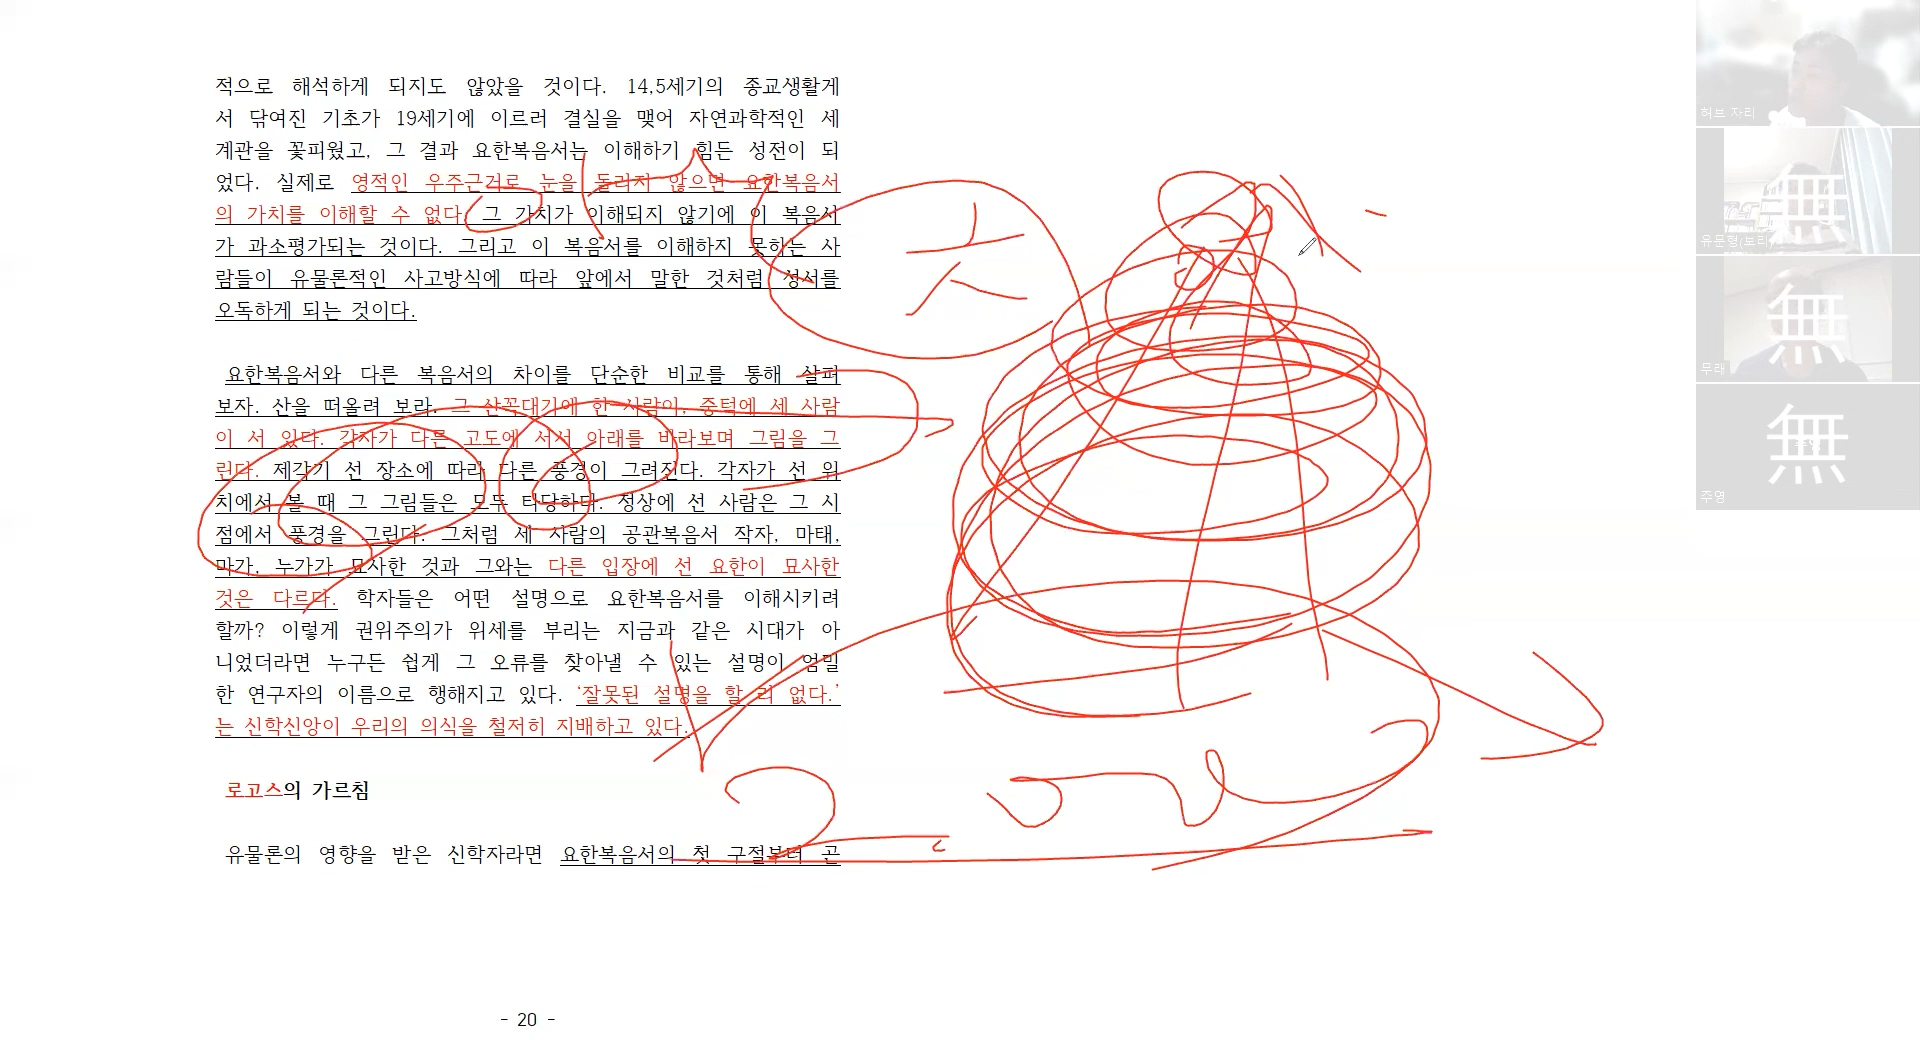 적으로 해석하게 되지도 않았을 것이다. 14,5세기의 종교생활게
서 닦여진 기초가 19세기에 이르러 결실을 맺어 자연과학적인 세
계관을 꽃피웠고, 그 결과 요한복음서는 이해하기 힘든 성전이 되
었다. 실제로 영적인 우주근거로 눈을 돌리지 않으면 요한복음서
의 가치를 이해할 수 없다. 그 가치가 이해되지 않기에 이 복음서
가 과소평가되는 것이다. 그리고 이 복음서를 이해하지 못하는 사
람들이 유물론적인 사고방식에 따라 앞에서 말한 것처럼 성서를
오독하게 되는 것이다.
요한복음서와 다른 복음서의 차이를 단순한 비교를 통해 살펴
보자. 산을 떠올려 보라. 그 산꼭대기에 한 사람이, 중턱에 세 사람
이 서 있다. 각자가 다른 고도에 서서 아래를 바라보며 그림을 그
린다. 제각기 선 장소에 따라 다른 풍경이 그려진다. 각자가 선 위
치에서 볼 때 그 그림들은 모두 타당하다. 정상에 선 사람은 그 시
점에서 풍경을 그린다. 그처럼 세 사람의 공관복음서 작자, 마태,
마가, 누가가 묘사한 것과 그와는 다른 입장에 선 요한이 묘사한
것은 다르다. 학자들은 어떤 설명으로 요한복음서를 이해시키려
할까? 이렇게 권위주의가 위세를 부리는 지금과 같은 시대가 아
니었더라면 누구든 쉽게 그 오류를 찾아낼 수 있는 설명이 엄밀
한 연구자의 이름으로 행해지고 있다. ‘잘못된 설명을 할 리 없다.’
는 신학신앙이 우리의 의식을 철저히 지배하고 있다.
로고스의 가르침
유물론의 영향을 받은 신학자라면 요한복음서의 첫 구절부터 곤
- 20 -
허브 자리
無
유문형(보리)
無
두래
無
주영